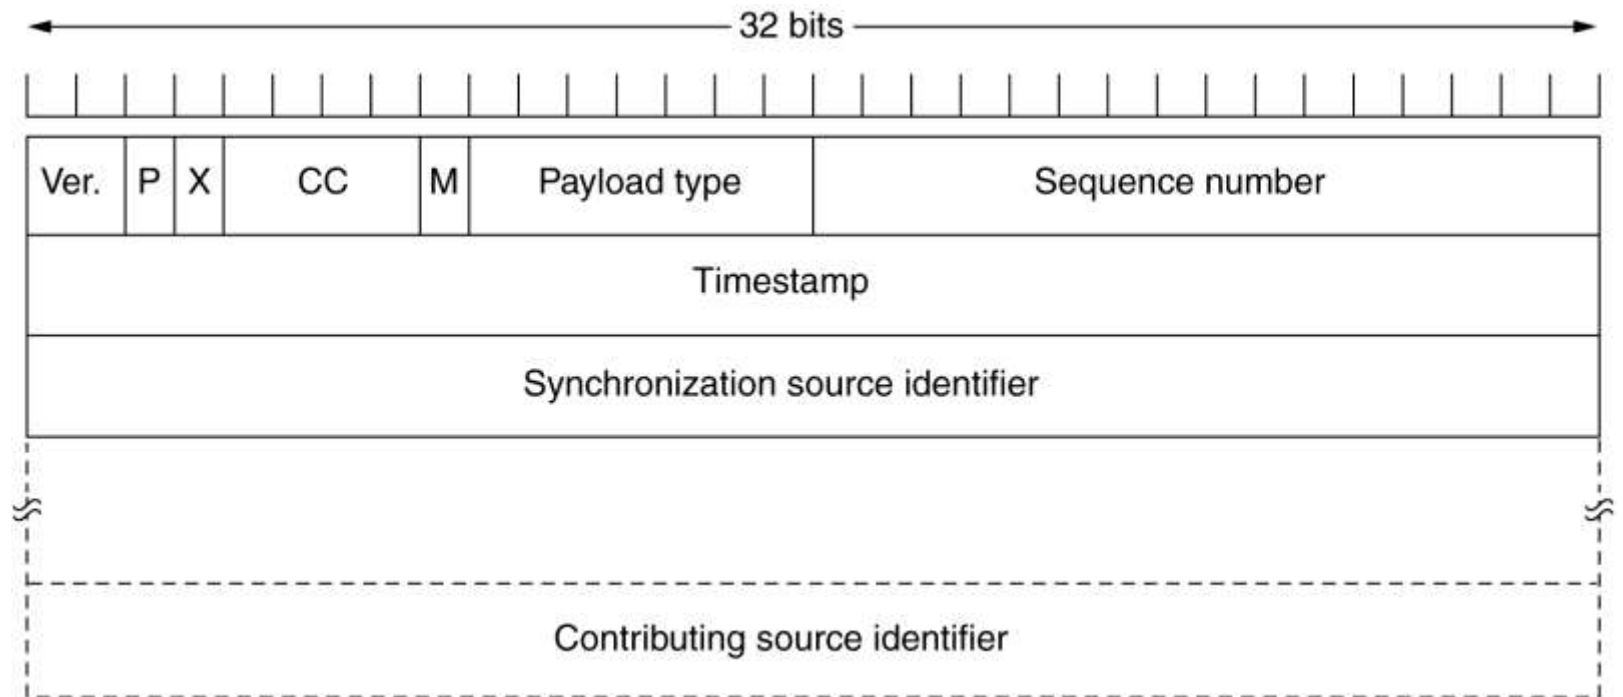 32 bits
Ver. P X CC M Payload type Sequence number
Timestamp
Synchronization source identifier
Contributing source identifier